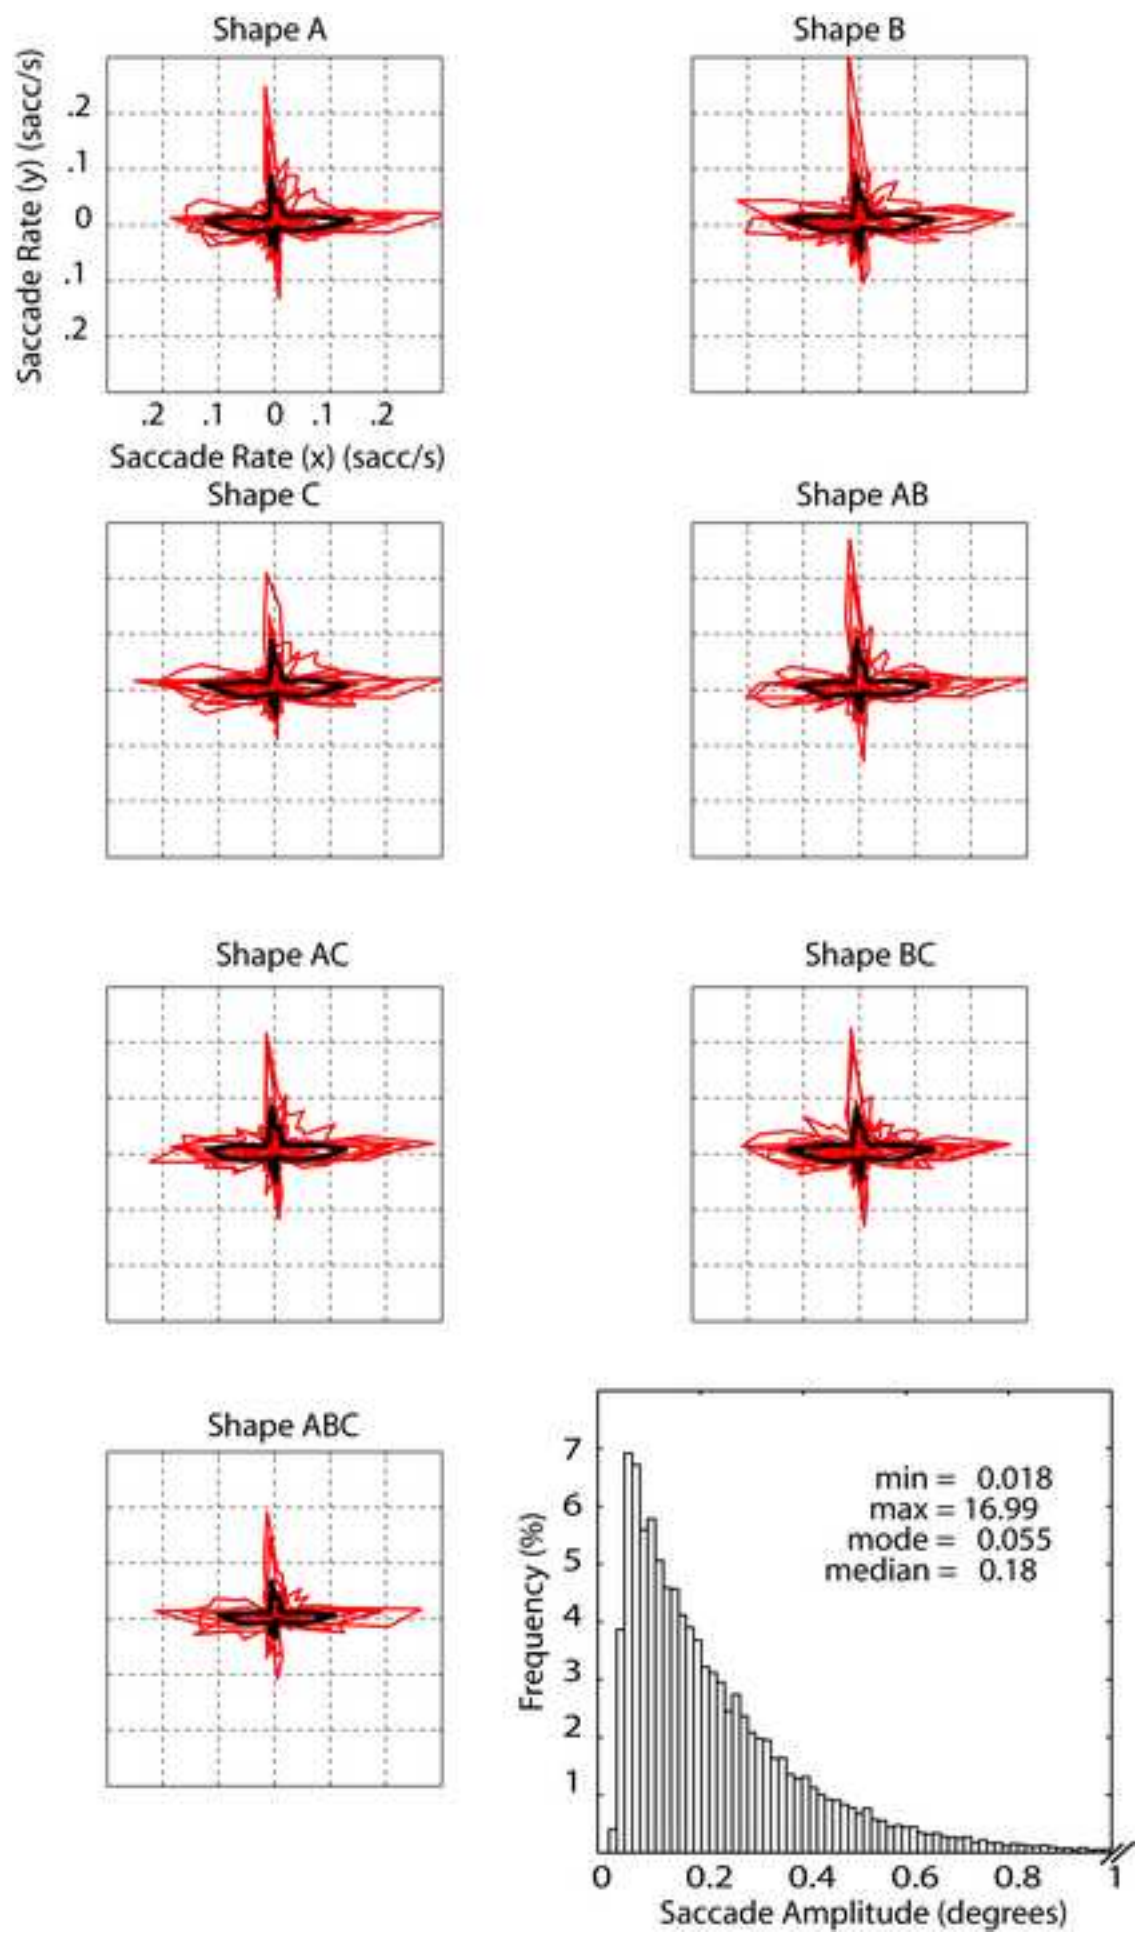 Shape A
Shape B
Saccade Rate (y) (sacc/s)
.2
.1
0
.1
.2
.2 .1 0 .1 .2
Saccade Rate (x) (sacc/s)
Shape C
Shape AB
Shape AC
Shape BC
Shape ABC
Frequency (%)
7
6
5
4
3
2
1
min = 0.018
max = 16.99
mode = 0.055
median = 0.18
0 0.2 0.4 0.6 0.8 1
Saccade Amplitude (degrees)